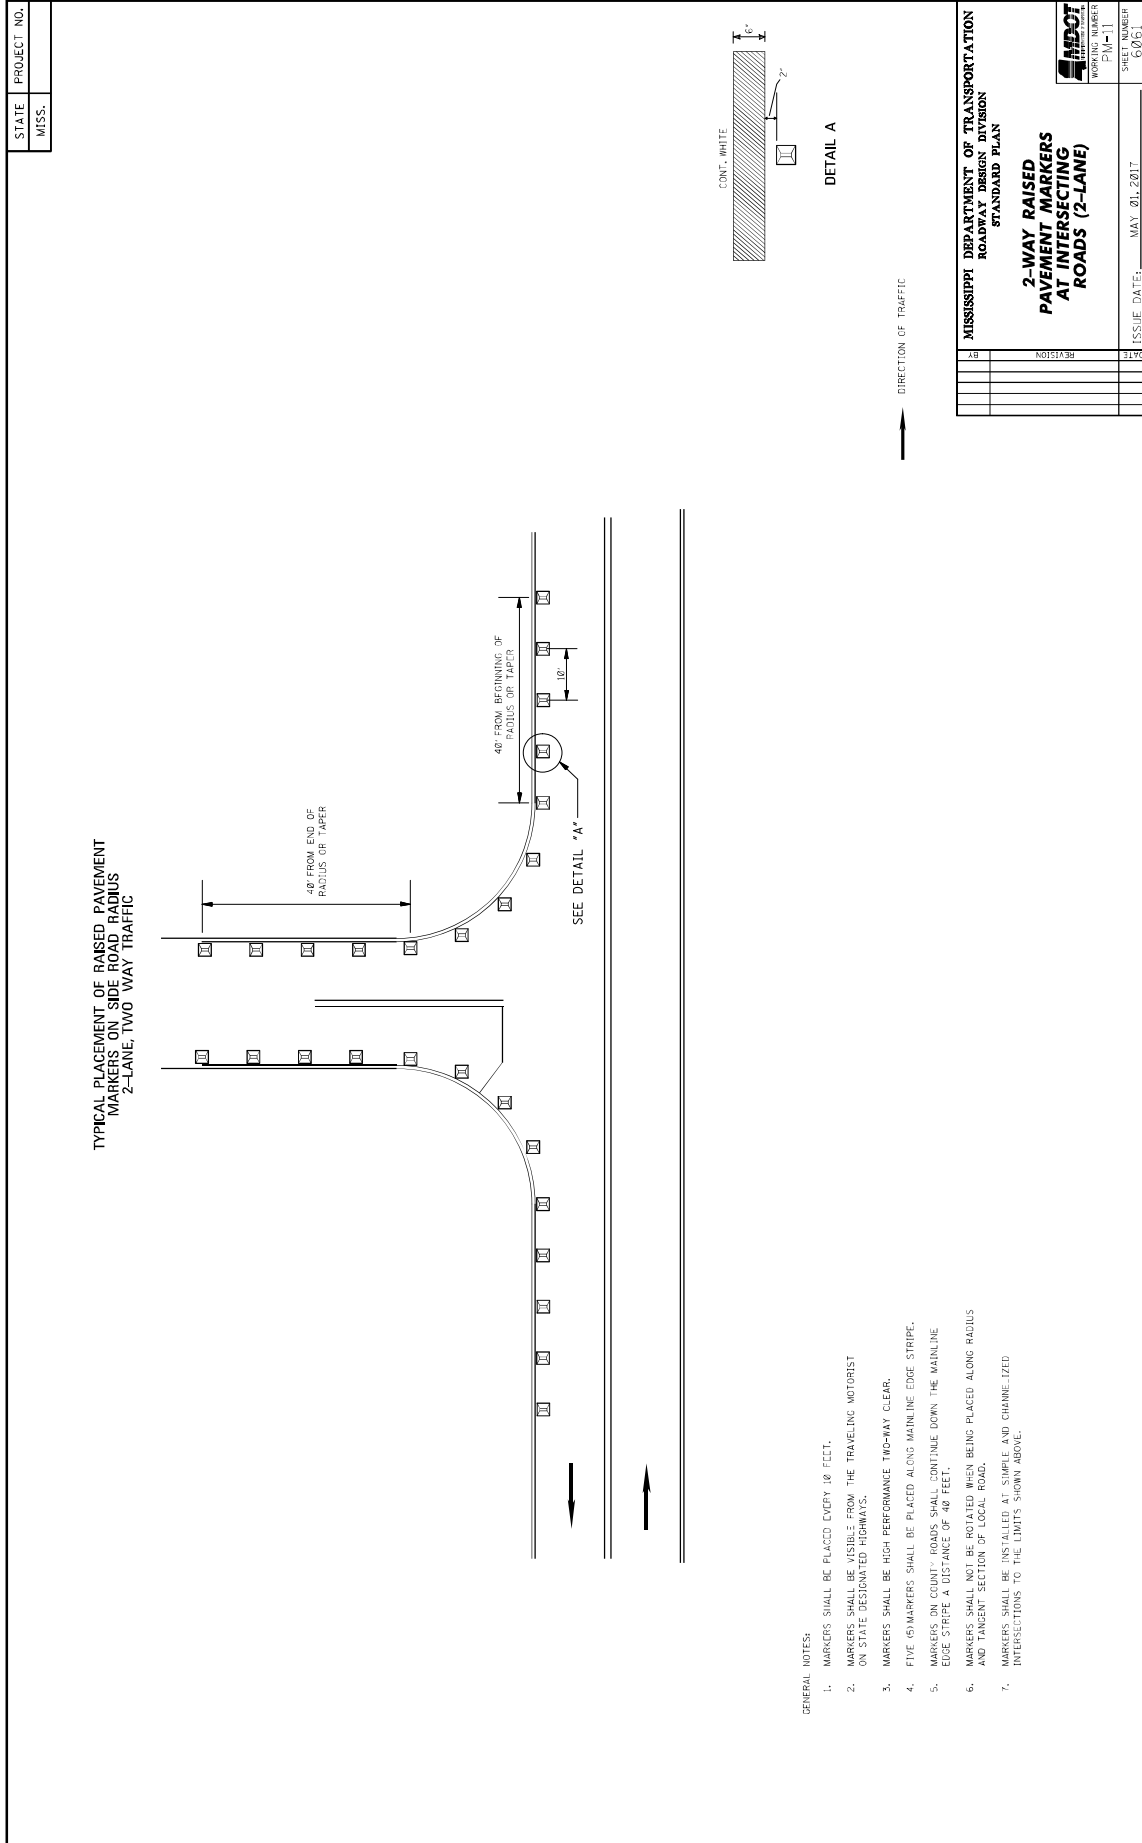 STATE PROJECT NO.
MISS.
TYPICAL PLACEMENT OF RAISED PAVEMENT
MARKERS ON SIDE ROAD RADIUS
2-LANE, TWO WAY TRAFFIC
40' FROM END OF
RADIUS OR TAPER
40' FROM BEGINNING OF
RADIUS OR TAPER
10'
SEE DETAIL "A"
CONT. WHITE
6"
2"
DETAIL A
DIRECTION OF TRAFFIC
GENERAL NOTES:
1. MARKERS SHALL BE PLACED EVERY 10 FEET.
2. MARKERS SHALL BE VISIBLE FROM THE TRAVELING MOTORIST
ON STATE DESIGNATED HIGHWAYS.
3. MARKERS SHALL BE HIGH PERFORMANCE TWO-WAY CLEAR.
4. FIVE (5) MARKERS SHALL BE PLACED ALONG MAINLINE EDGE STRIPE.
5. MARKERS ON COUNTY ROADS SHALL CONTINUE DOWN THE MAINLINE
EDGE STRIPE A DISTANCE OF 40 FEET.
6. MARKERS SHALL NOT BE ROTATED WHEN BEING PLACED ALONG RADIUS
AND TANGENT SECTION OF LOCAL ROAD.
7. MARKERS SHALL BE INSTALLED AT SIMPLE AND CHANNELIZED
INTERSECTIONS TO THE LIMITS SHOWN ABOVE.
BY
REVISION
DATE
MISSISSIPPI DEPARTMENT OF TRANSPORTATION
ROADWAY DESIGN DIVISION
STANDARD PLAN
2-WAY RAISED
PAVEMENT MARKERS
AT INTERSECTING
ROADS (2-LANE)
ISSUE DATE: MAY 01, 2017
MDOT
WORKING NUMBER
PM-11
SHEET NUMBER
6061